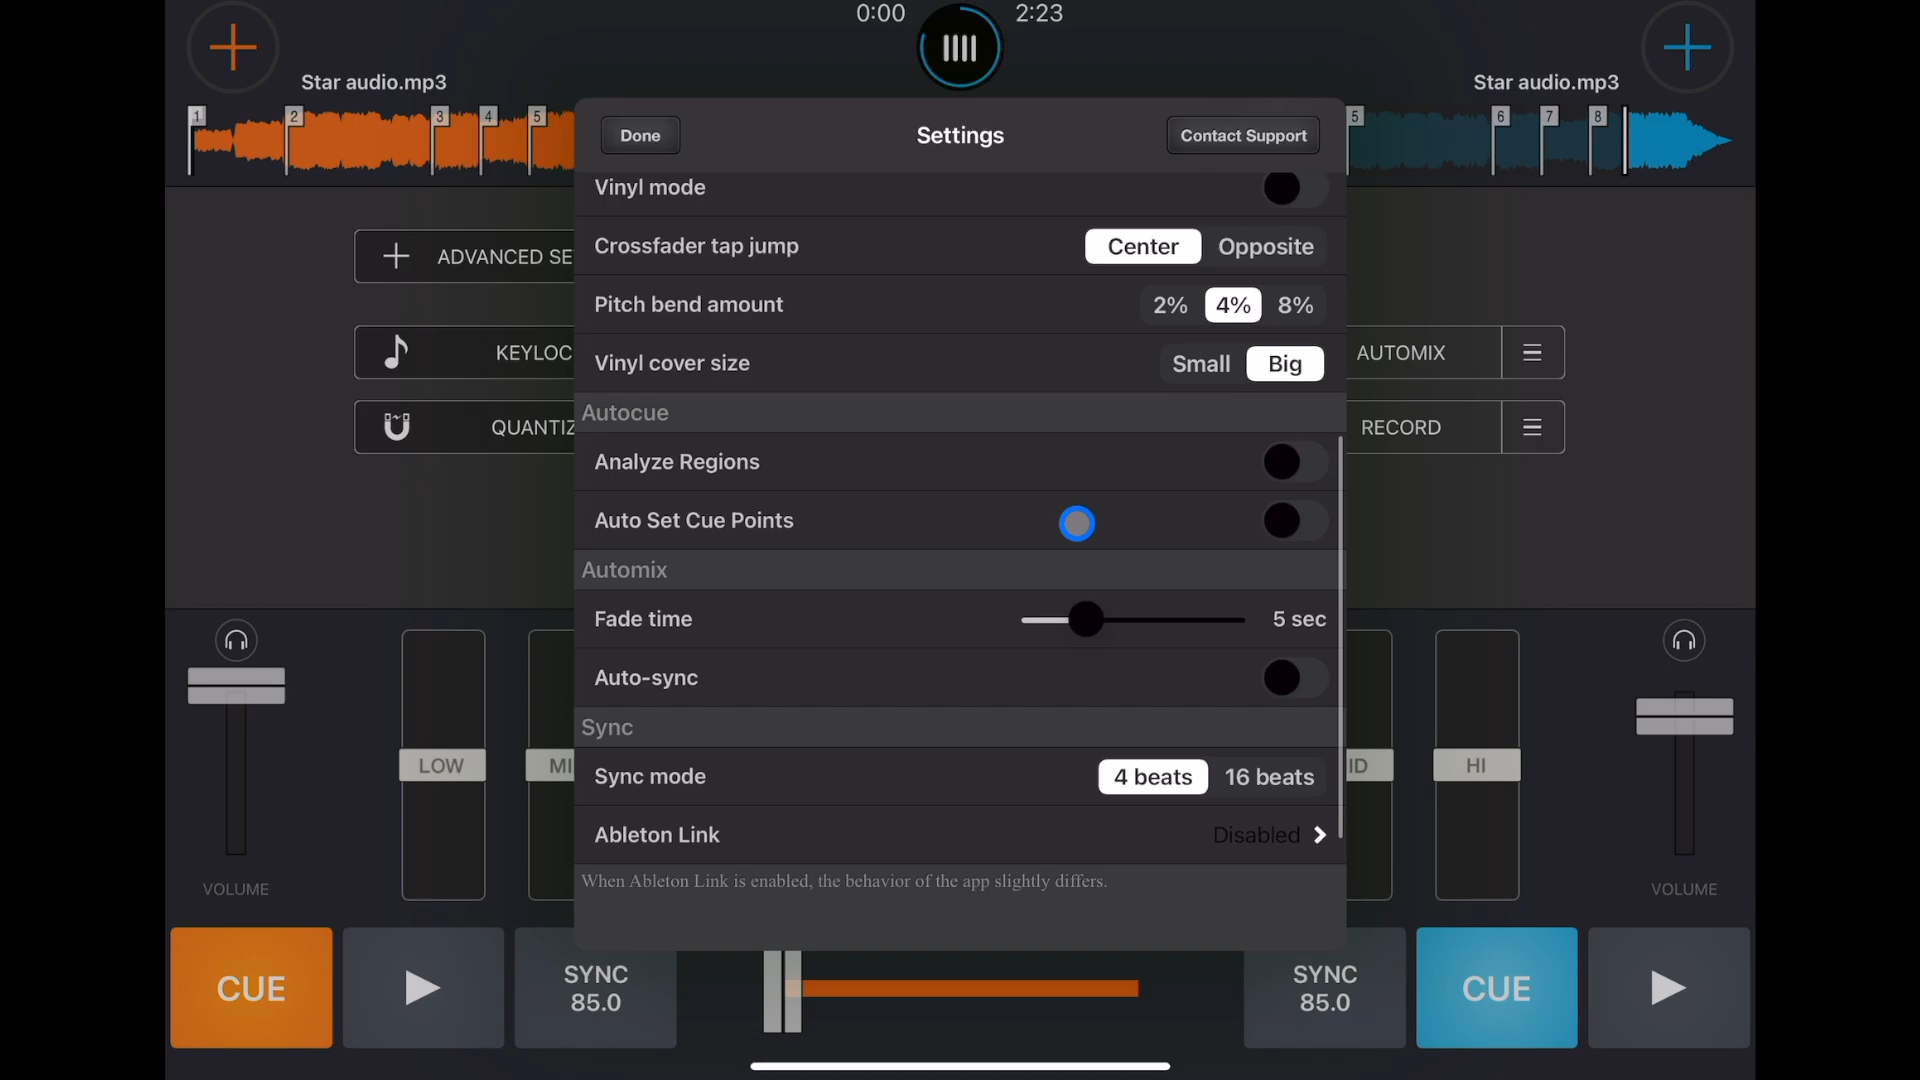 0:00
2:23
Star audio.mp3
Star audio.mp3
1
2
3
4
5
5
6
7
8
Done
Settings
Contact Support
Vinyl mode
Crossfader tap jump
Center
Opposite
Pitch bend amount
2%
4%
8%
Vinyl cover size
Small
Big
Autocue
Analyze Regions
Auto Set Cue Points
Automix
Fade time
5 sec
Auto-sync
Sync
Sync mode
4 beats
16 beats
Ableton Link
Disabled
When Ableton Link is enabled, the behavior of the app slightly differs.
ADVANCED SE
KEYLOC
QUANTIZ
AUTOMIX
RECORD
LOW
MI
ID
HI
VOLUME
VOLUME
CUE
SYNC
85.0
SYNC
85.0
CUE